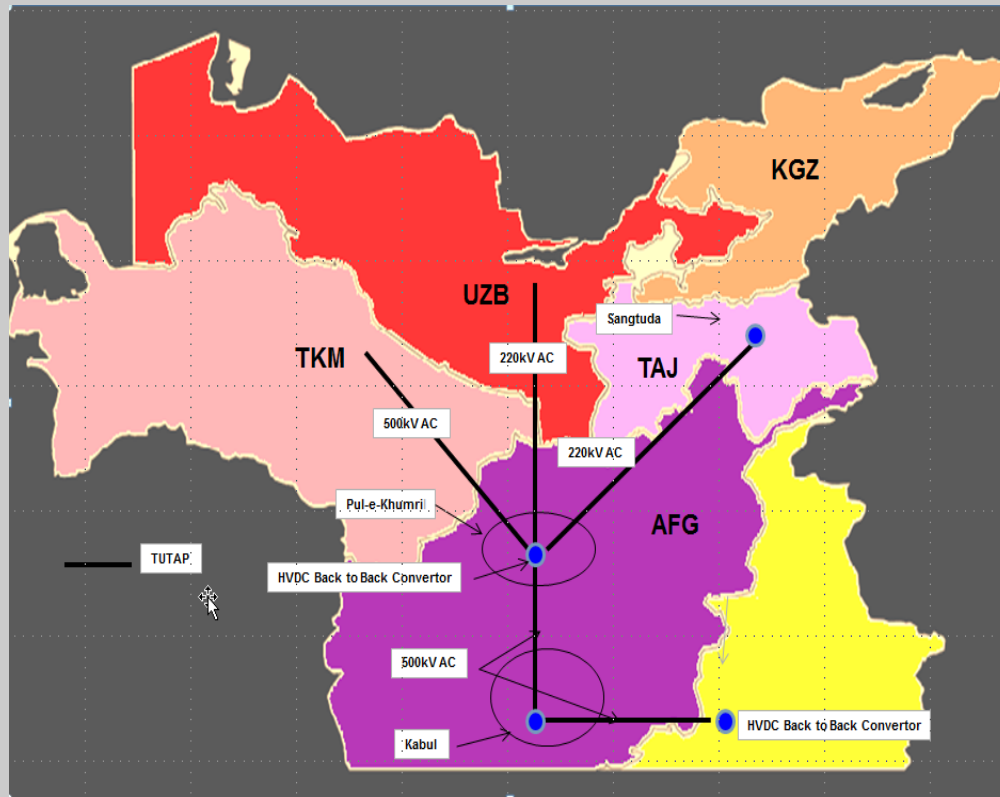 KGZ
UZB
Sangtuda
TKM
220kV AC
TAJ
500kV AC
220kV AC
Pul-e-Khumri
AFG
TUTAP
HVDC Back to Back Convertor
500kV AC
HVDC Back to Back Convertor
Kabul